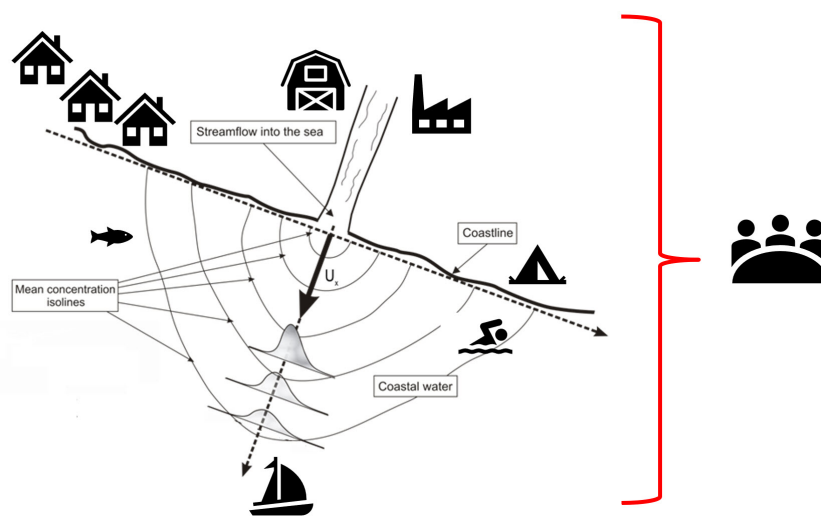 Streamflow into the sea
Coastline
Uₓ
Mean concentration
isolines
Coastal water